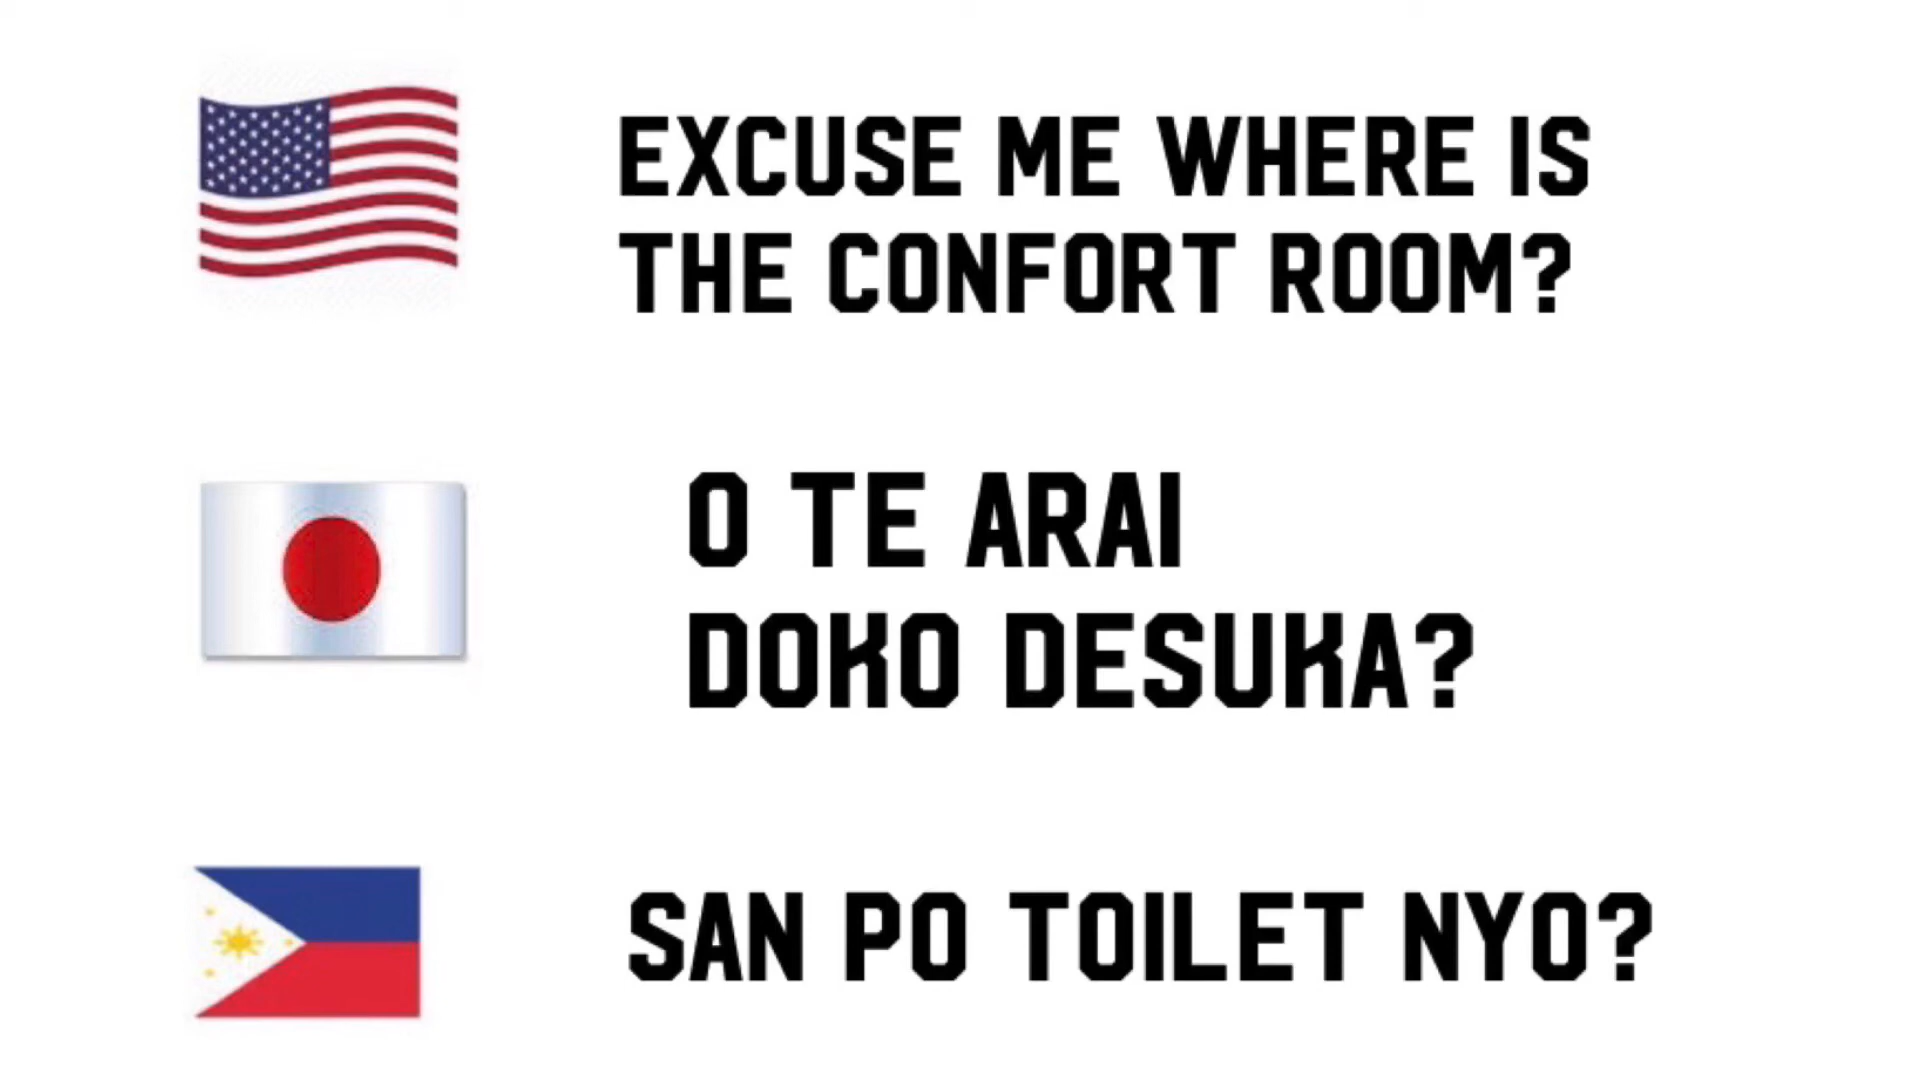 EXCUSE ME WHERE IS
THE CONFORT ROOM?
O TE ARAI
DOKO DESUKA?
SAN PO TOILET NYO?